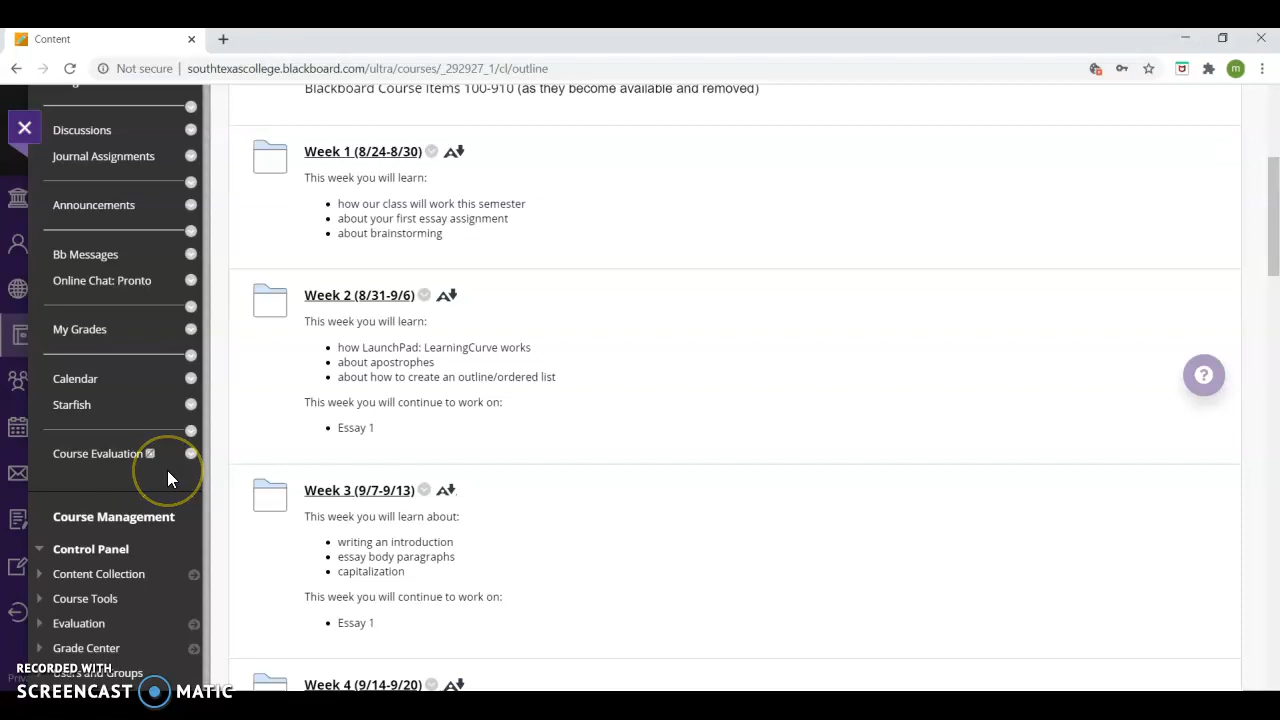 Content
Not secure southtexascollege.blackboard.com/ultra/courses/_292927_1/cl/outline
m
Blackboard Course Items 100-910 (as they become available and removed)
Discussions
Journal Assignments
Announcements
Bb Messages
Online Chat: Pronto
My Grades
Calendar
Starfish
Course Evaluation
Course Management
Control Panel
Content Collection
Course Tools
Evaluation
Grade Center
Users and Groups
Week 1 (8/24-8/30)
This week you will learn:
how our class will work this semester
about your first essay assignment
about brainstorming
Week 2 (8/31-9/6)
This week you will learn:
how LaunchPad: LearningCurve works
about apostrophes
about how to create an outline/ordered list
This week you will continue to work on:
Essay 1
Week 3 (9/7-9/13)
This week you will learn about:
writing an introduction
essay body paragraphs
capitalization
This week you will continue to work on:
Essay 1
Week 4 (9/14-9/20)
RECORDED WITH
SCREENCAST MATIC